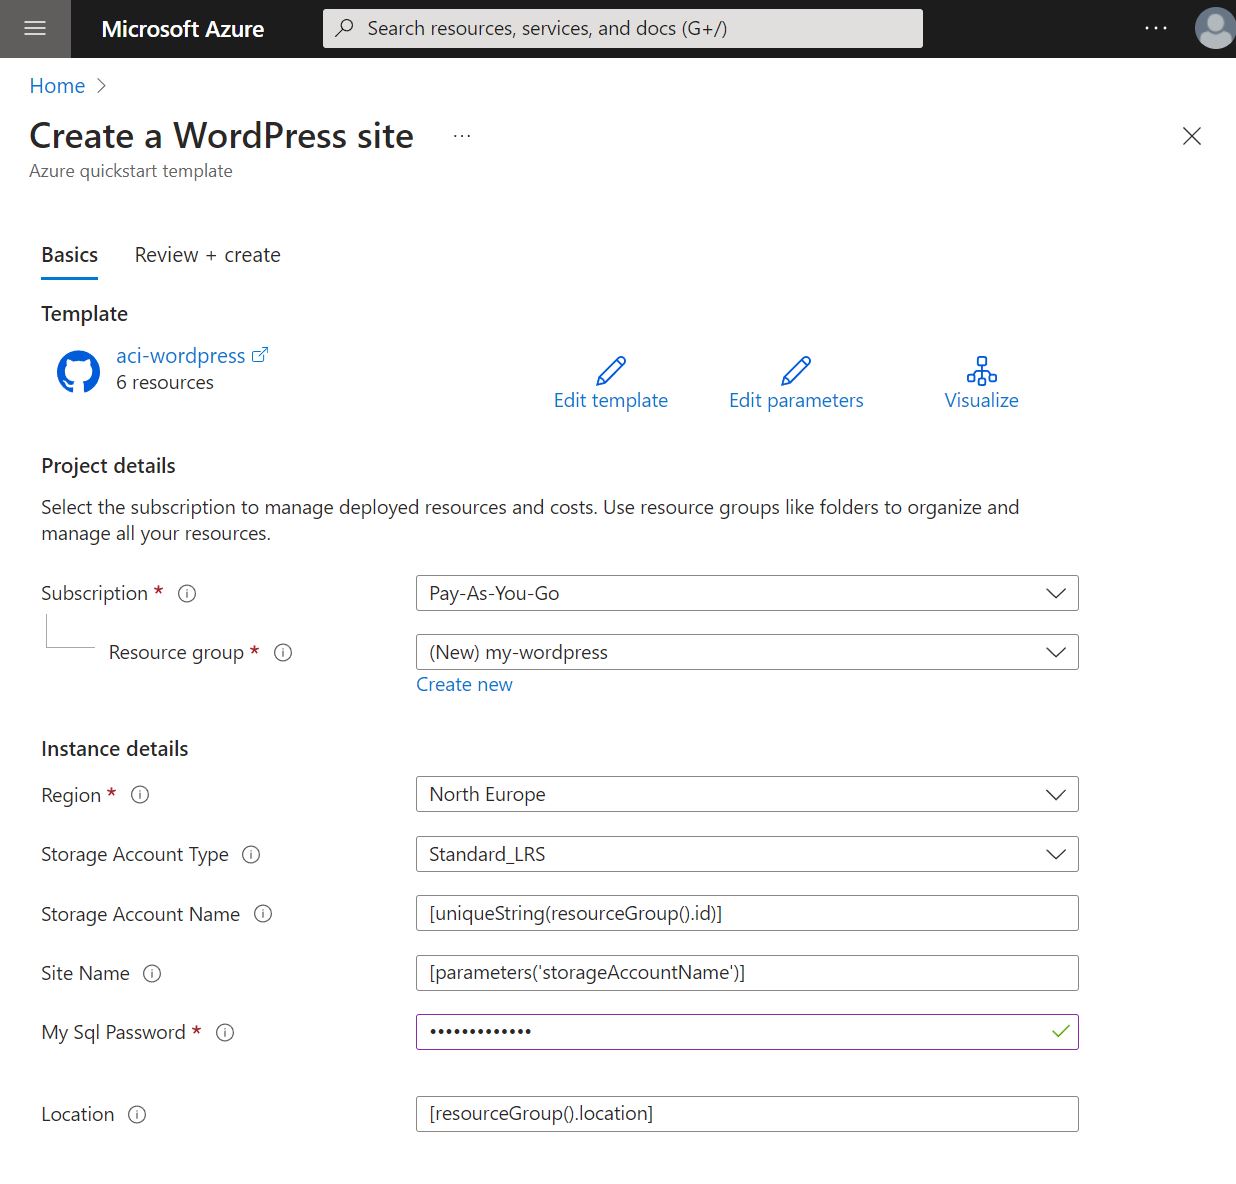 Microsoft Azure
Search resources, services, and docs (G+/)
Home
Create a WordPress site
Azure quickstart template
Basics
Review + create
Template
aci-wordpress
6 resources
Edit template
Edit parameters
Visualize
Project details
Select the subscription to manage deployed resources and costs. Use resource groups like folders to organize and
manage all your resources.
Subscription *
Pay-As-You-Go
Resource group *
(New) my-wordpress
Create new
Instance details
Region *
North Europe
Storage Account Type
Standard_LRS
Storage Account Name
[uniqueString(resourceGroup().id)]
Site Name
[parameters('storageAccountName')]
My Sql Password *
•••••••••••••
Location
[resourceGroup().location]